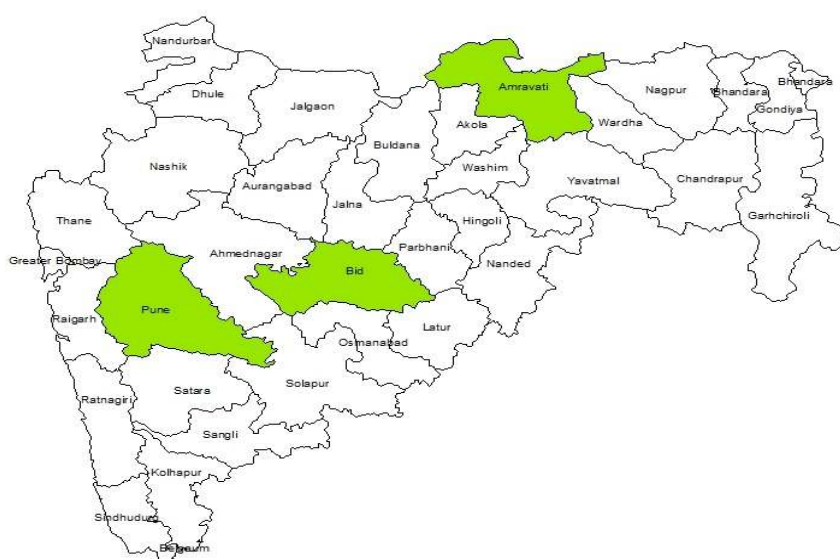 Nandurbar
Dhule
Jalgaon
Amravati
Nagpur
Bhandara
Bhandara
Gondiya
Akola
Wardha
Buldana
Nashik
Washim
Aurangabad
Yavatmal
Chandrapur
Jalna
Hingoli
Garhchiroli
Thane
Parbhani
Ahmednagar
Greater Bombay
Bid
Nanded
Pune
Raigarh
Latur
Osmanabad
Solapur
Satara
Ratnagiri
Sangli
Kolhapur
Sindhudurg
Belgaum